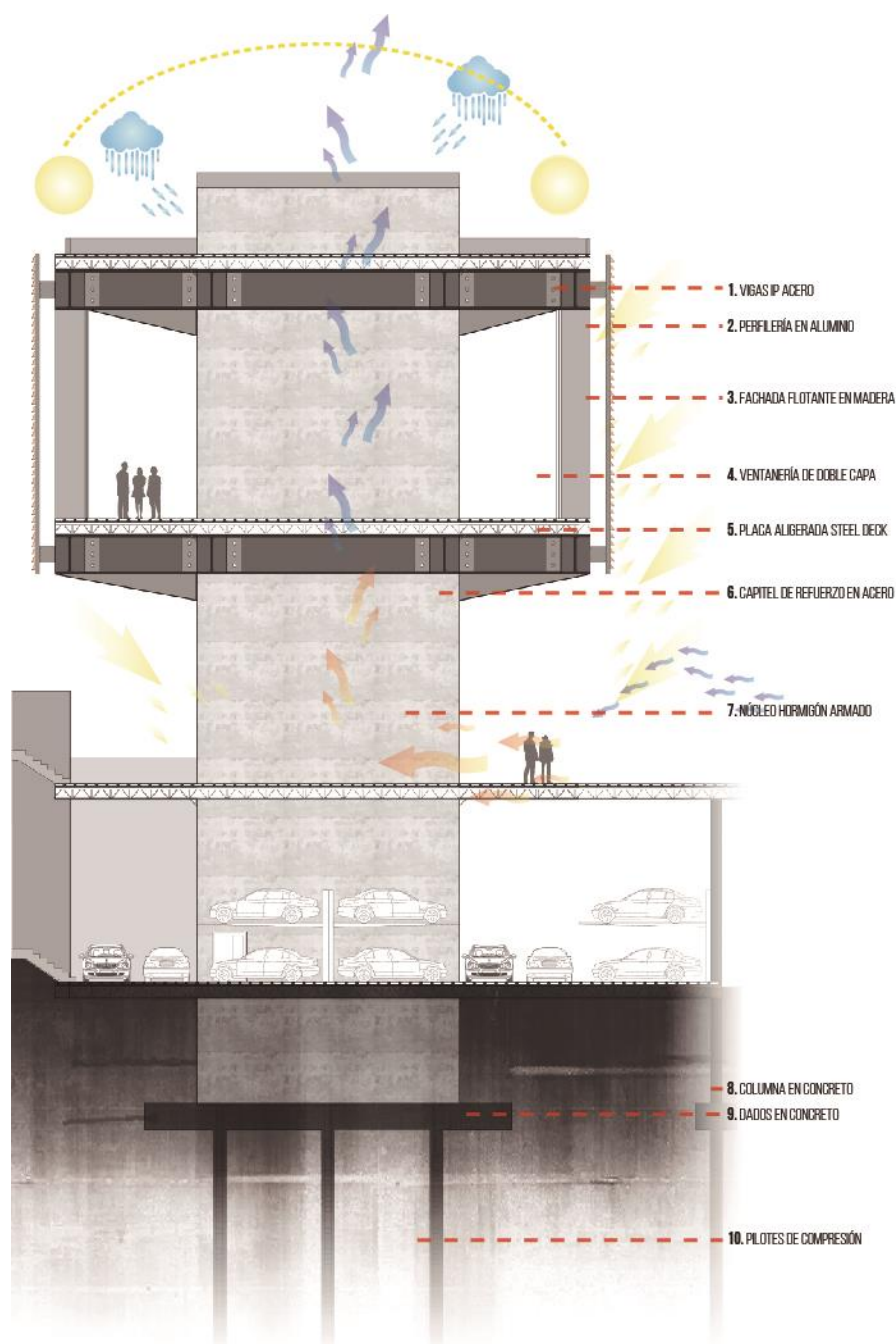 1. VIGAS IP ACERO
2. PERFILERÍA EN ALUMINIO
3. FACHADA FLOTANTE EN MADERA
4. VENTANERÍA DE DOBLE CAPA
5. PLACA ALIGERADA STEEL DECK
6. CAPITEL DE REFUERZO EN ACERO
7. NÚCLEO HORMIGÓN ARMADO
8. COLUMNA EN CONCRETO
9. DADOS EN CONCRETO
10. PILOTES DE COMPRESIÓN